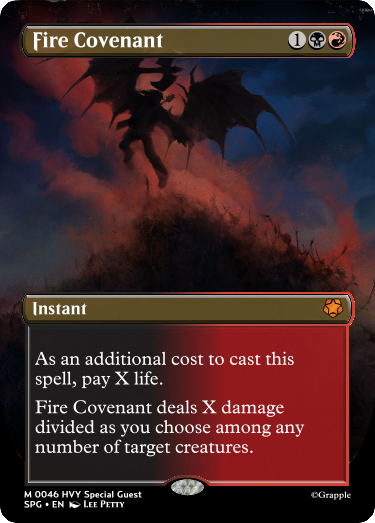 Fire Covenant 1
Instant
As an additional cost to cast this
spell, pay X life.
Fire Covenant deals X damage
divided as you choose among any
number of target creatures.
M 0046 HVY Special Guest
SPG • EN Lee Petty
©Grapple